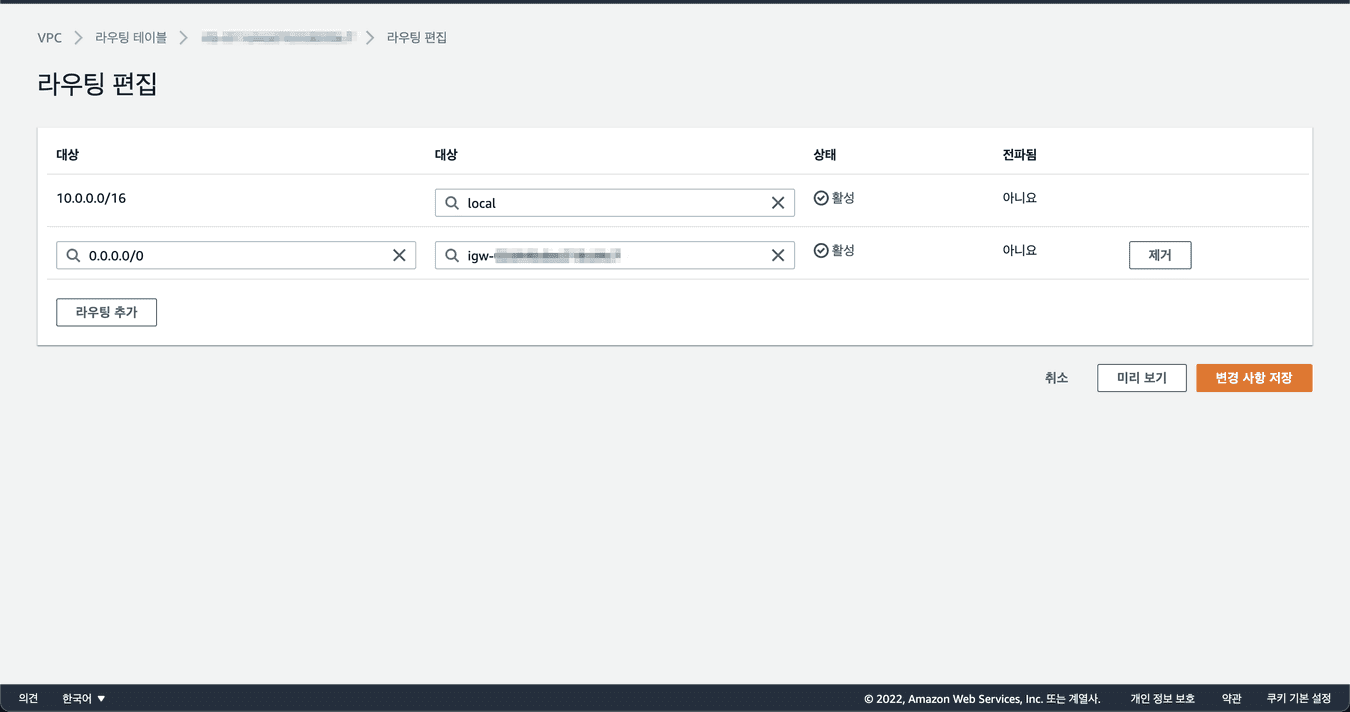 VPC 라우팅 테이블 라우팅 편집
라우팅 편집
대상 대상 상태 전파됨
10.0.0.0/16 local 활성 아니요
0.0.0.0/0 igw- 활성 아니요 제거
라우팅 추가
취소 미리 보기 변경 사항 저장
의견 한국어 © 2022, Amazon Web Services, Inc. 또는 계열사. 개인 정보 보호 약관 쿠키 기본 설정